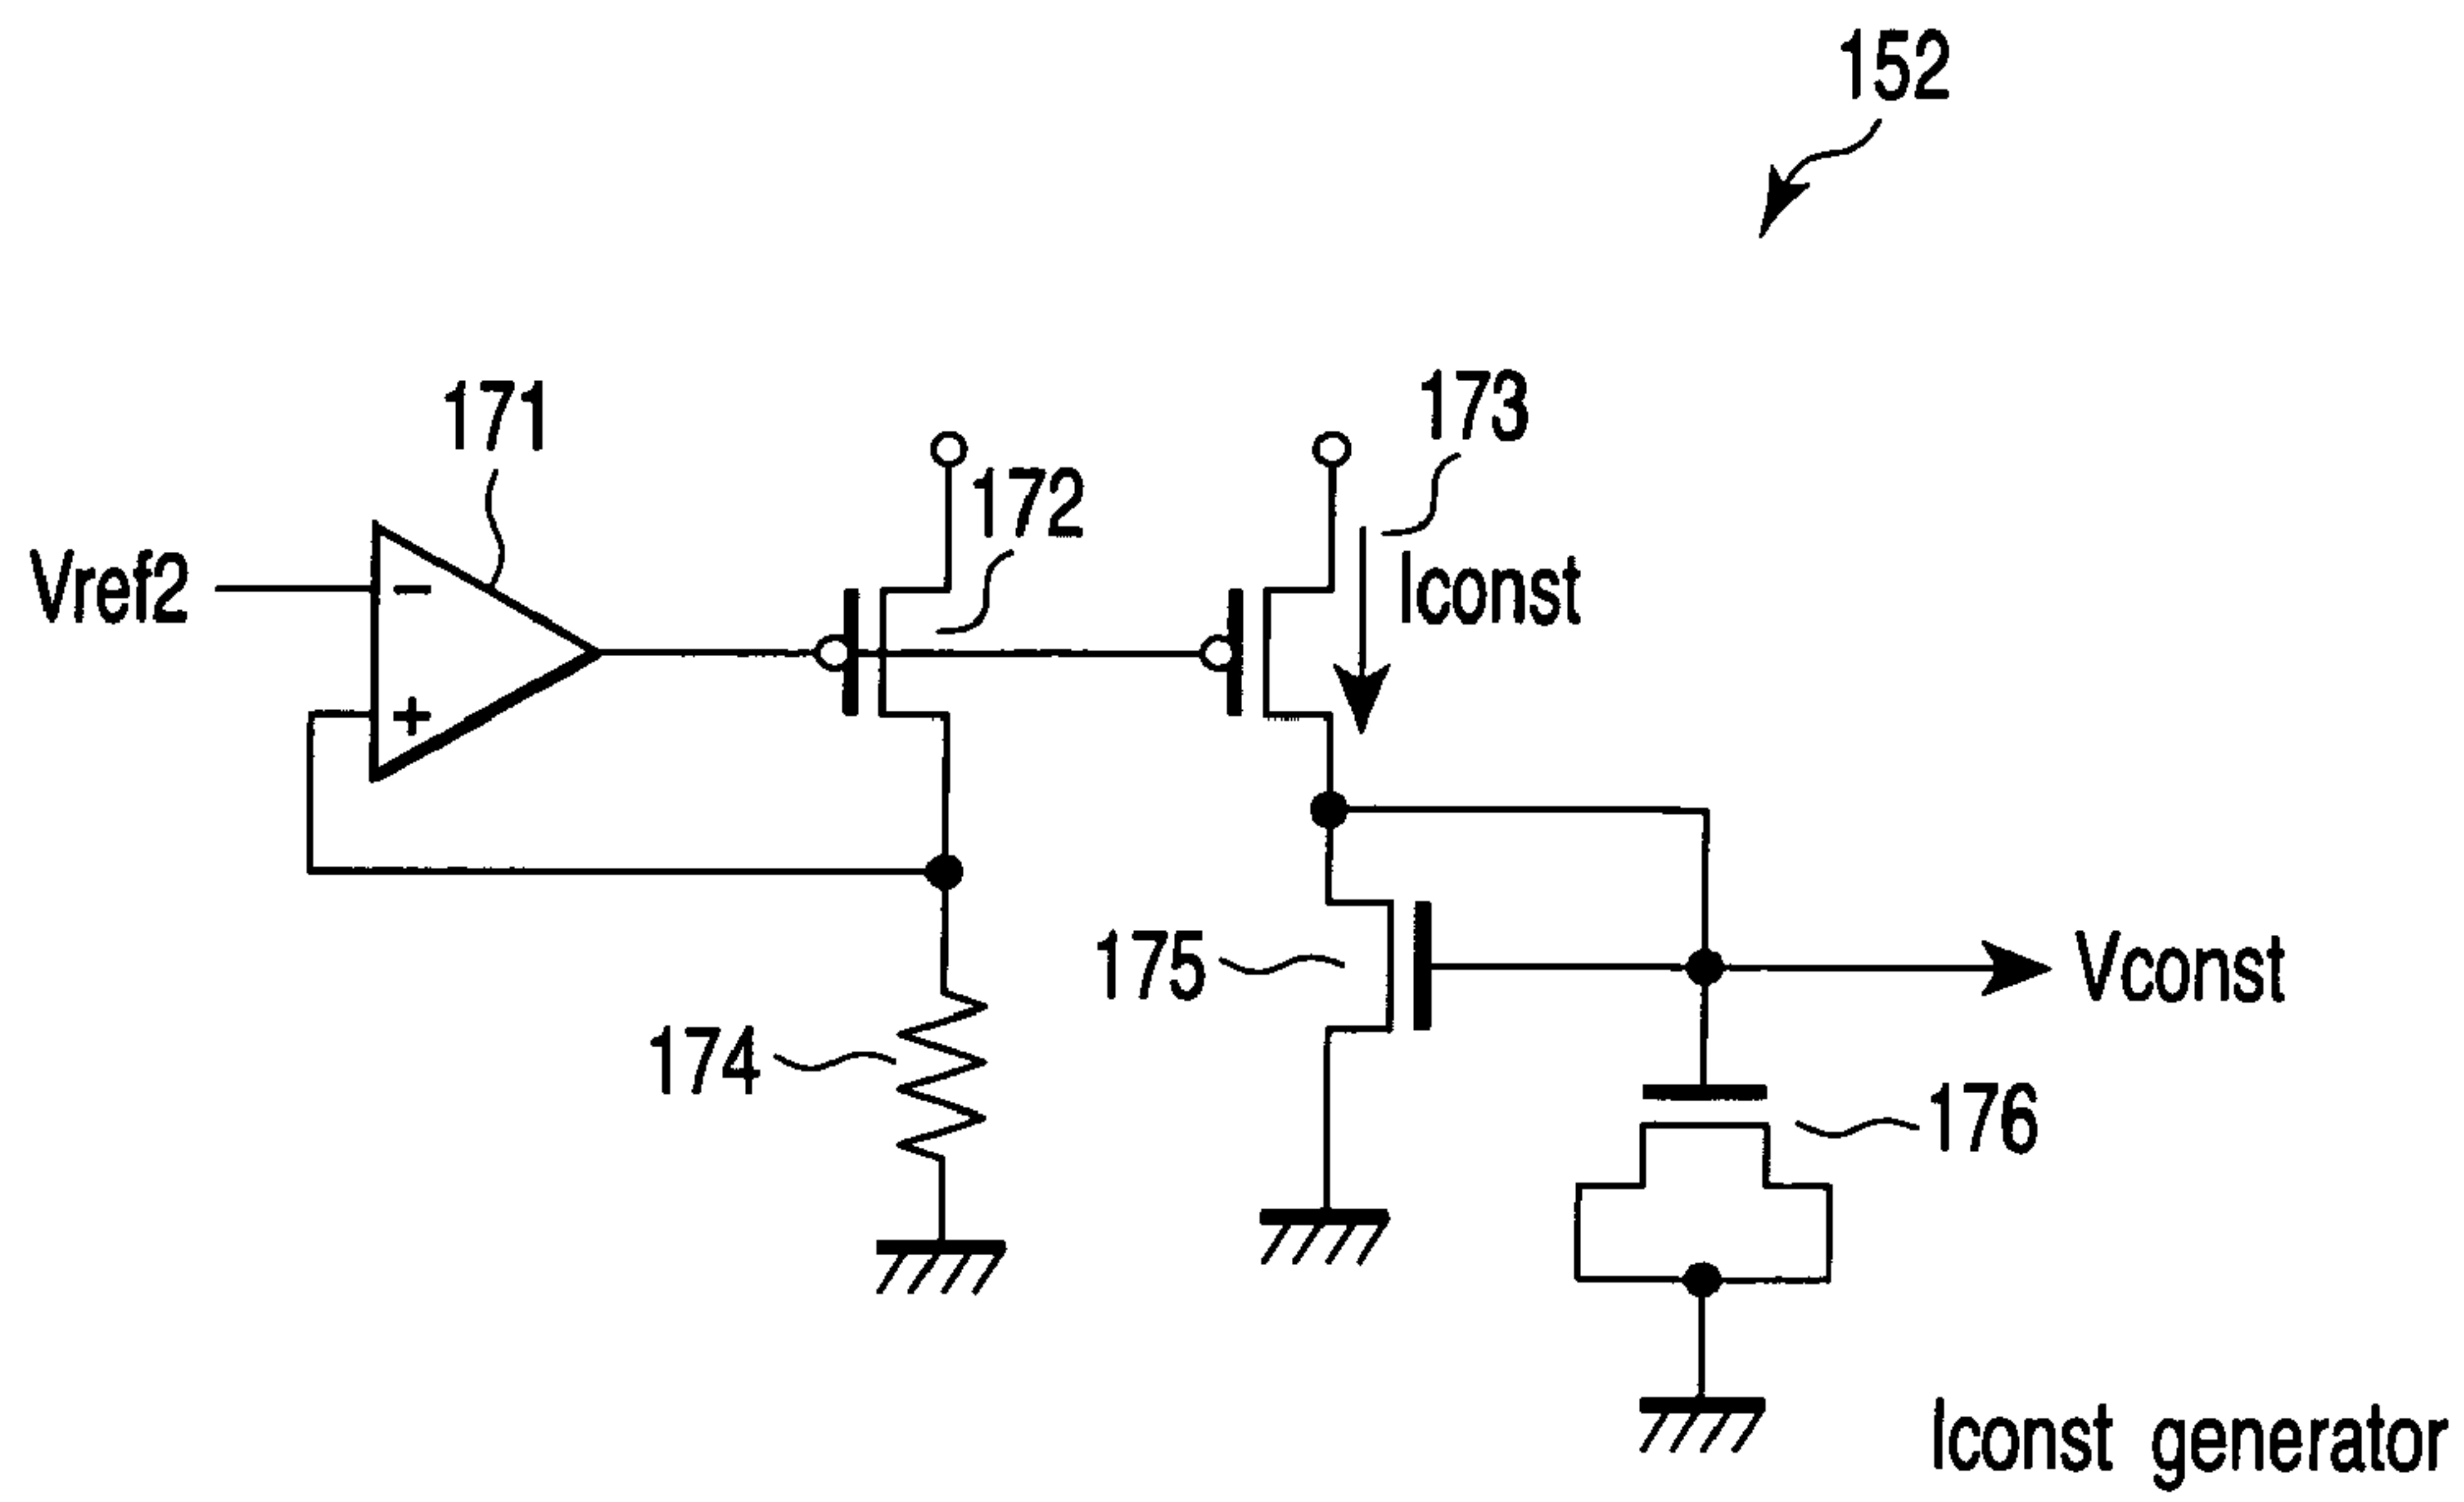 152
171
173
172
Iconst
Vref2
-
+
175
Vconst
174
176
Iconst generator